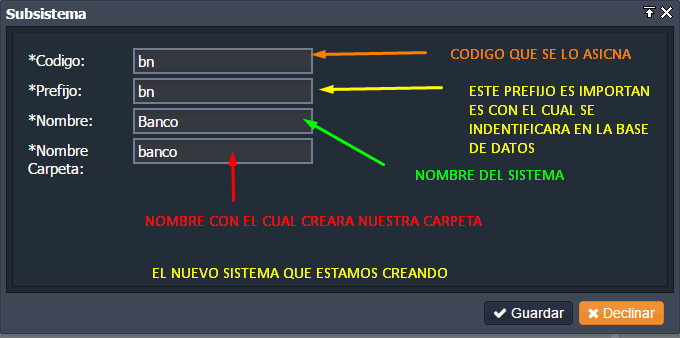 Subsistema
*Codigo:
bn
CODIGO QUE SE LO ASICNA
*Prefijo:
bn
ESTE PREFIJO ES IMPORTAN
ES CON EL CUAL SE
INDENTIFICARA EN LA BASE
DE DATOS
*Nombre:
Banco
*Nombre
Carpeta:
banco
NOMBRE DEL SISTEMA
NOMBRE CON EL CUAL CREARA NUESTRA CARPETA
EL NUEVO SISTEMA QUE ESTAMOS CREANDO
Guardar
Declinar